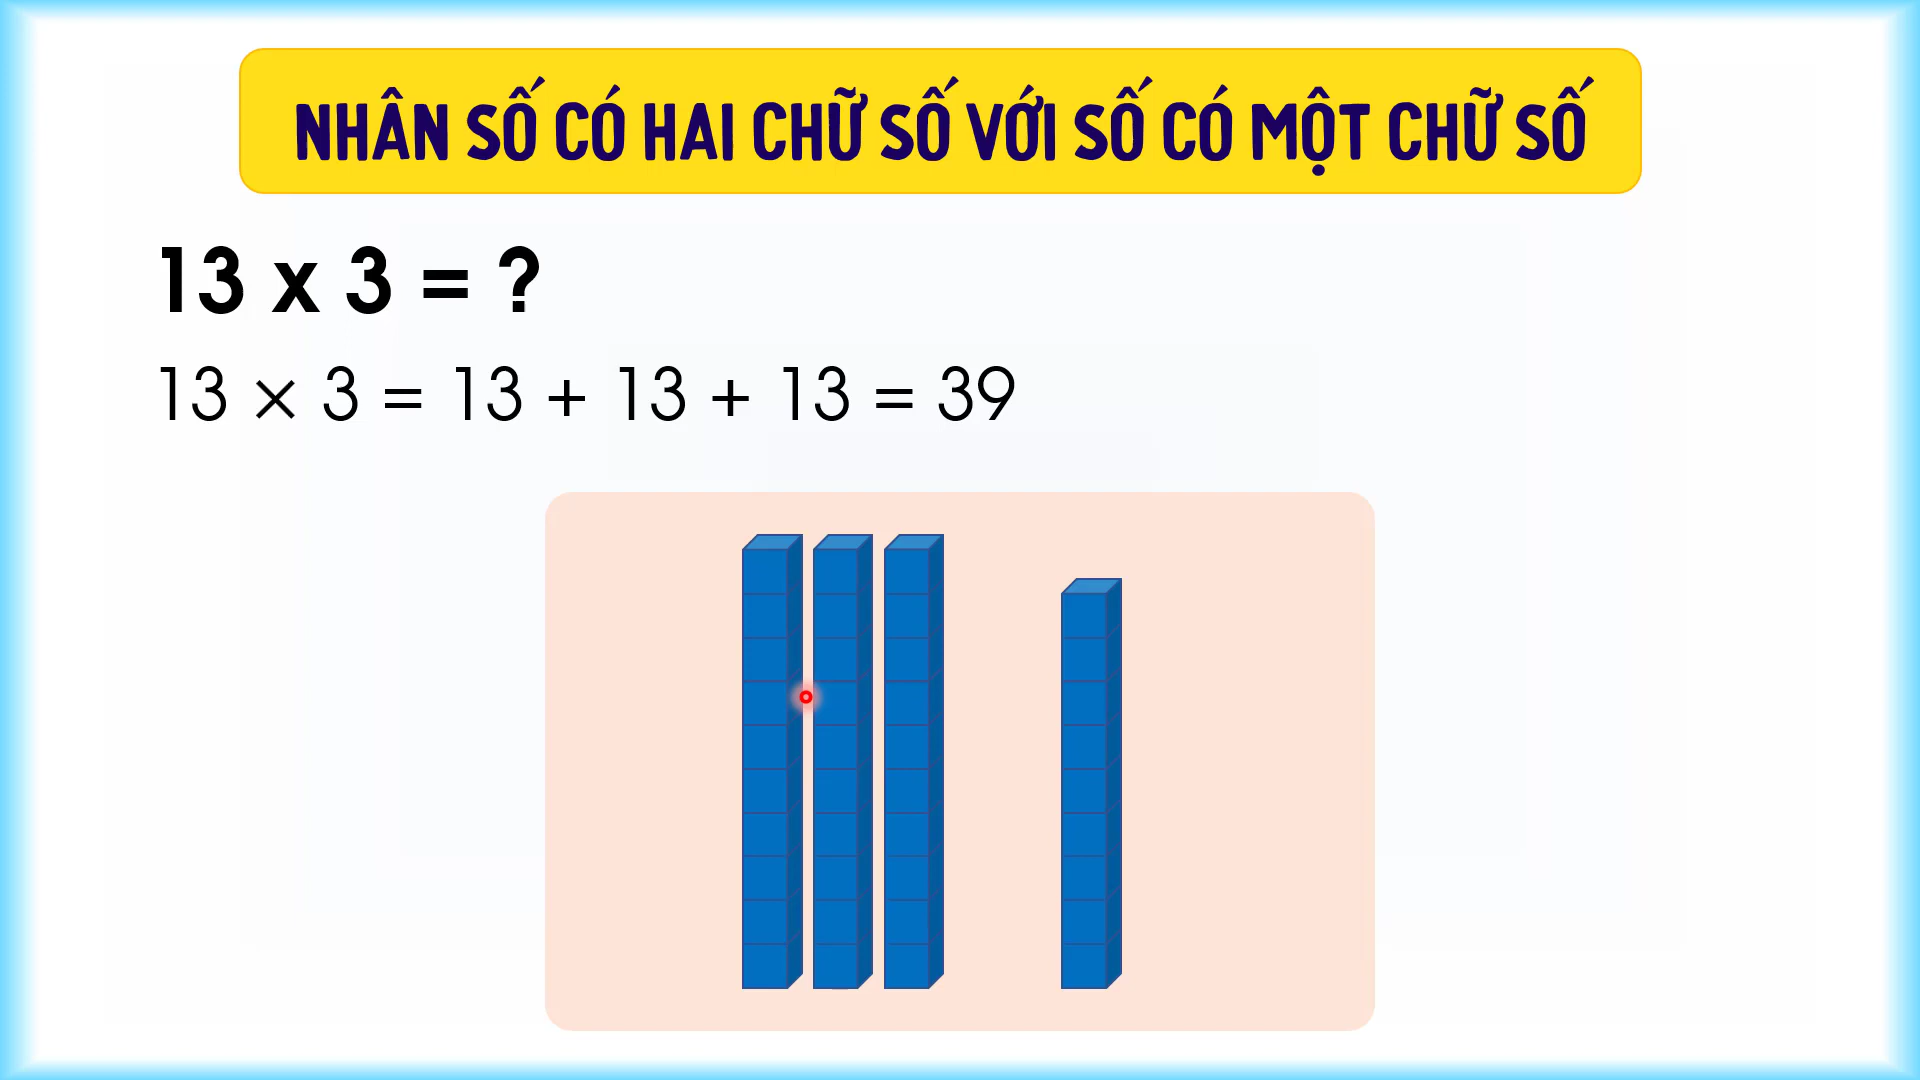 NHÂN SỐ CÓ HAI CHỮ SỐ VỚI SỐ CÓ MỘT CHỮ SỐ
13 x 3 = ?
13 × 3 = 13 + 13 + 13 = 39